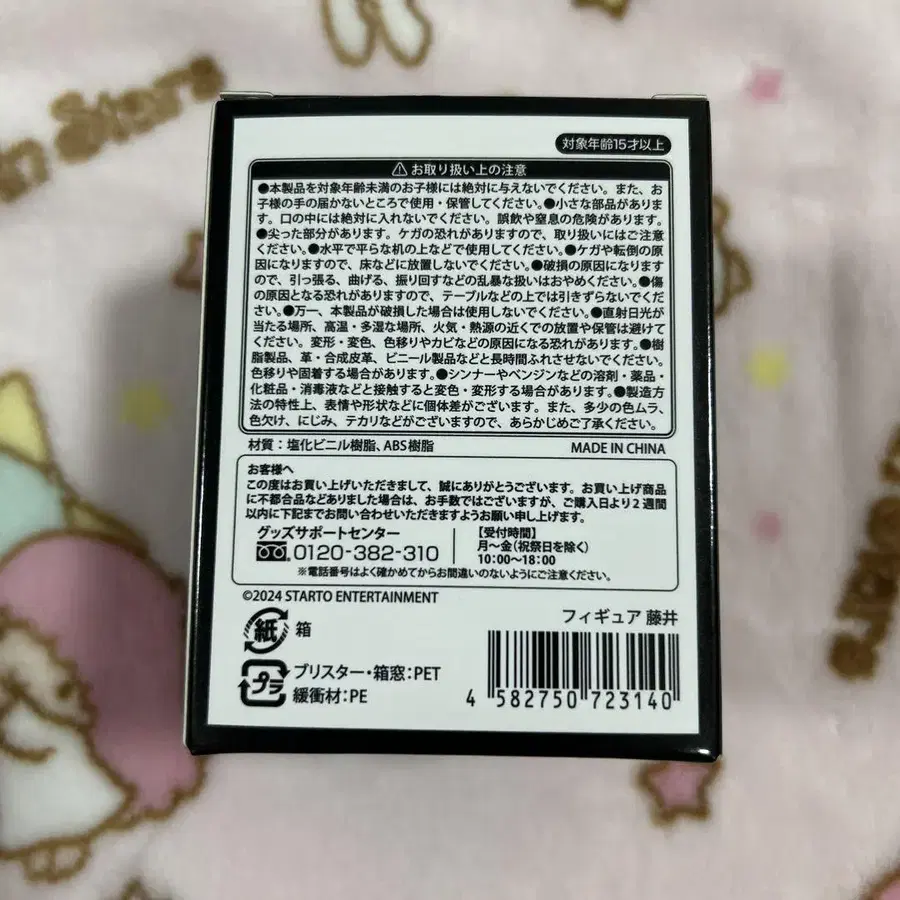 対象年齢15才以上
お取り扱い上の注意
●本製品を対象年齢未満のお子様には絶対に与えないでください。また、お
子様の手の届かないところで使用・保管してください。●小さな部品がありま
す。口の中には絶対に入れないでください。誤飲や窒息の危険があります。
●尖った部分があります。ケガの恐れがありますので、取り扱いにはご注意
ください。●水平で平らな机の上などで使用してください。●ケガや転倒の原
因になりますので、床などに放置しないでください。●破損の原因になります
ので、引っ張る、曲げる、振り回すなどの乱暴な扱いはおやめください。●傷
の原因となる恐れがありますので、テーブルなどの上では引きずらないでくだ
さい。●万一、本製品が破損した場合は使用しないでください。●直射日光が
当たる場所、高温・多湿な場所、火気・熱源の近くでの放置や保管は避けて
ください。変形・変色、色移りやカビなどの原因になる恐れがあります。●樹
脂製品、革・合成皮革、ビニール製品などと長時間ふれさせないでください。
色移りや固着する場合があります。●シンナーやベンジンなどの溶剤・薬品・
化粧品・消毒液などと接触すると変色・変形する場合があります。●製造方
法の特性上、表情や形状などに個体差がございます。また、多少の色ムラ、
色欠け、にじみ、テカリなどがございますので、あらかじめご了承ください。
材質：塩化ビニル樹脂、ABS樹脂 MADE IN CHINA
お客様へ
この度はお買い上げいただきまして、誠にありがとうございます。お買い上げ商品
に不都合品などありました場合は、お手数ではございますが、ご購入日より2週間
以内に下記までお問い合わせいただきますようお願い申し上げます。
グッズサポートセンター
0120-382-310
【受付時間】
月～金（祝祭日を除く）
10:00～18:00
※電話番号はよく確かめてからお間違いのないようにご注意ください。
©2024 STARTO ENTERTAINMENT
フィギュア 藤井
紙 箱
プラ ブリスター・箱窓：PET
緩衝材：PE
4 582750 723140
Stars